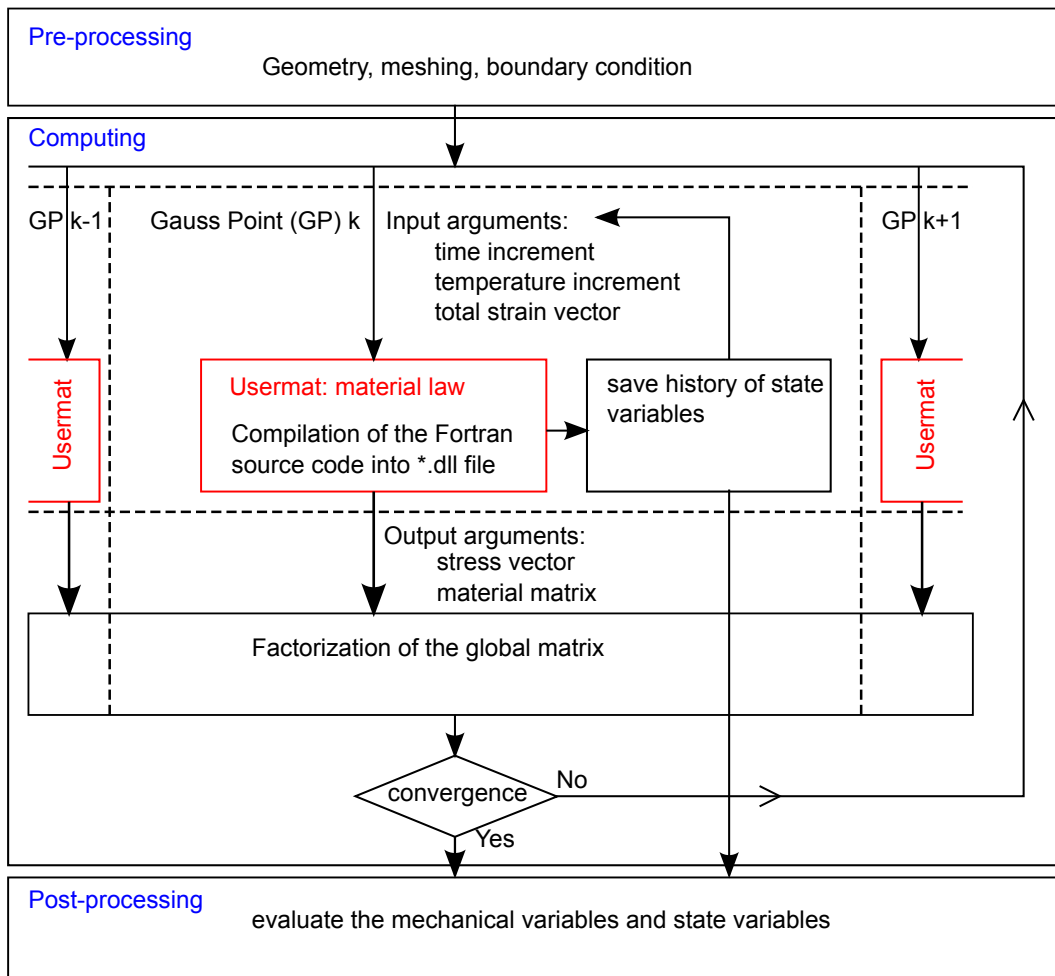 Pre-processing
Geometry, meshing, boundary condition
Computing
GP k-1
Gauss Point (GP) k
Input arguments:
time increment
temperature increment
total strain vector
GP k+1
Usermat
Usermat: material law
Compilation of the Fortran
source code into *.dll file
save history of state
variables
Usermat
Output arguments:
stress vector
material matrix
Factorization of the global matrix
convergence
No
Yes
Post-processing
evaluate the mechanical variables and state variables